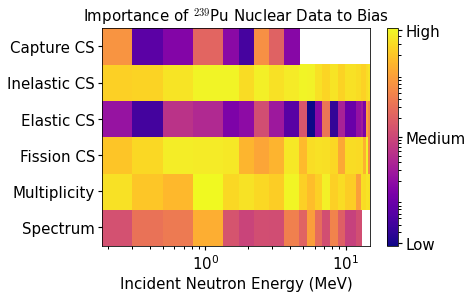 Importance of ²³⁹Pu Nuclear Data to Bias
Capture CS
Inelastic CS
Elastic CS
Fission CS
Multiplicity
Spectrum
High
Medium
Low
10⁰
10¹
Incident Neutron Energy (MeV)